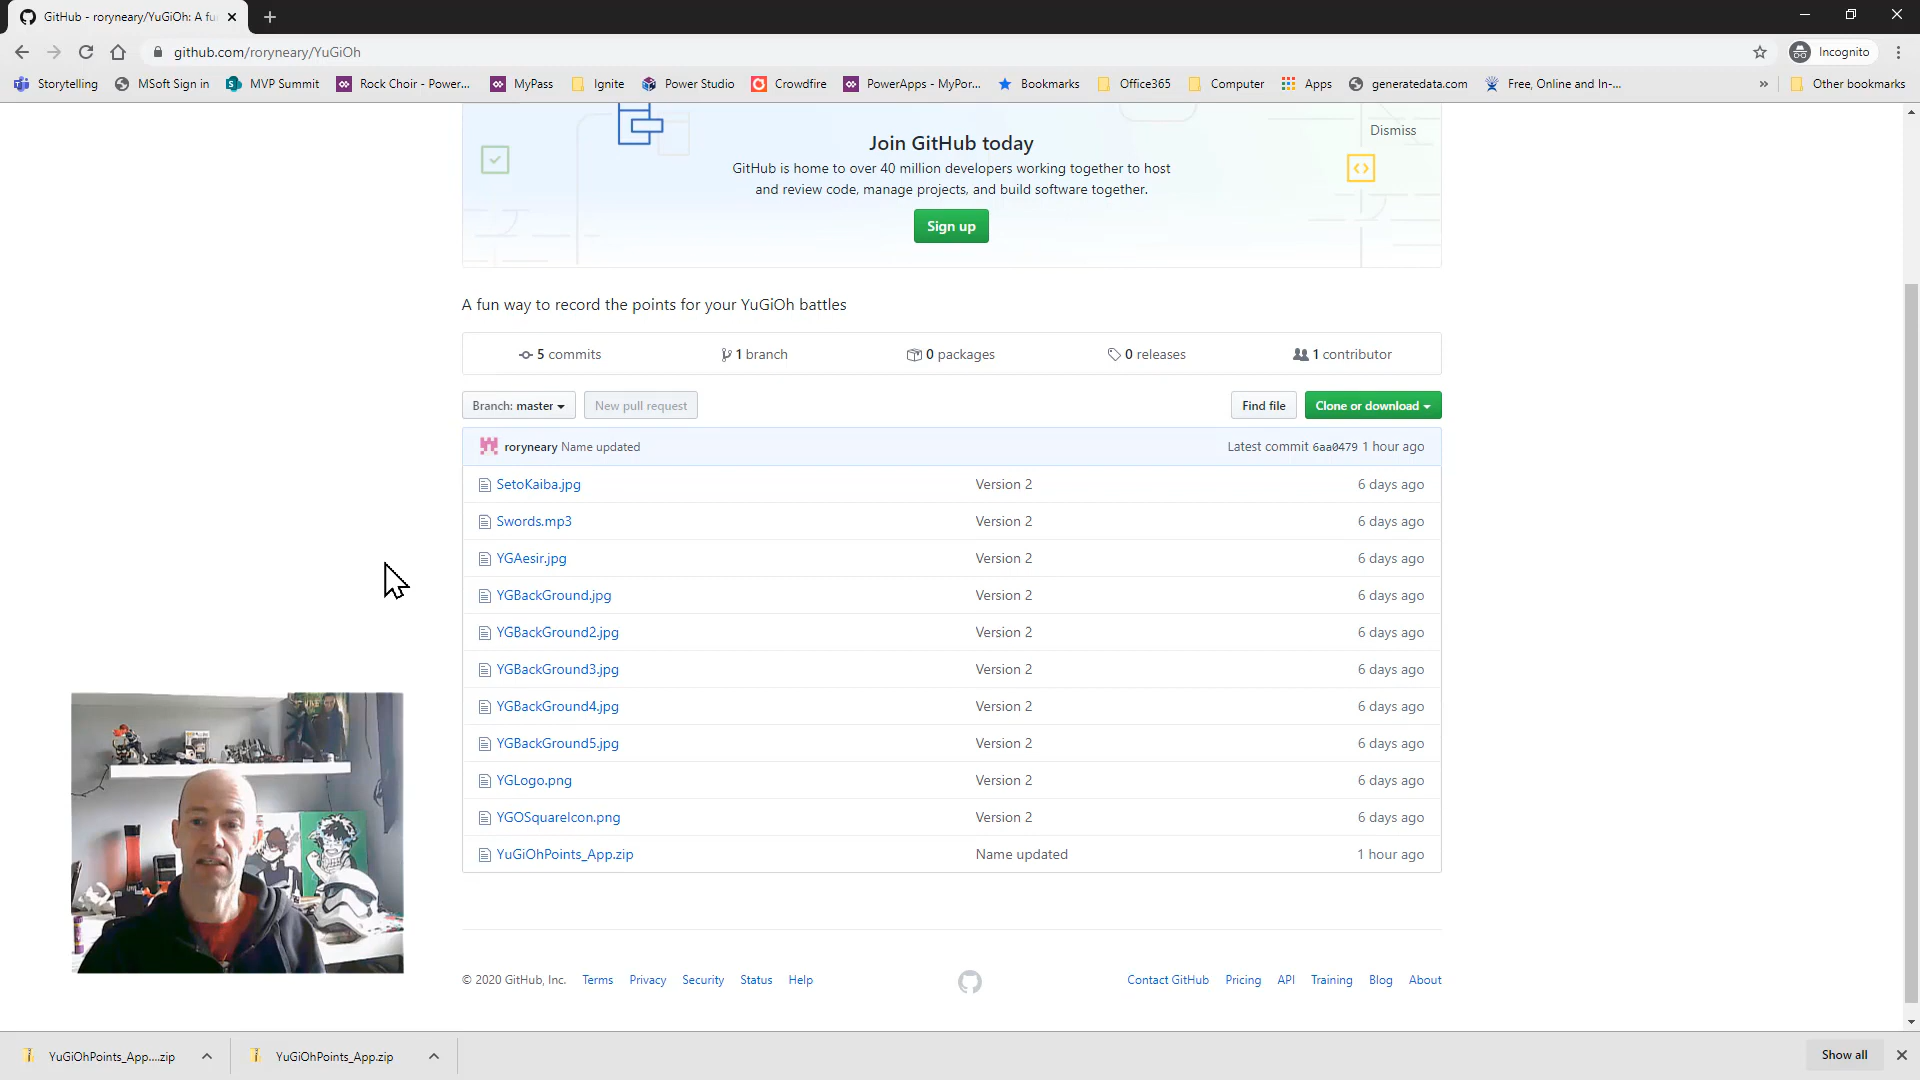 GitHub - roryneary/YuGiOh: A fu
github.com/roryneary/YuGiOh
Incognito
Storytelling
MSoft Sign in
MVP Summit
Rock Choir - Power...
MyPass
Ignite
Power Studio
Crowdfire
PowerApps - MyPor...
Bookmarks
Office365
Computer
Apps
generatedata.com
Free, Online and In-...
»
Other bookmarks
Join GitHub today
Dismiss
GitHub is home to over 40 million developers working together to host
and review code, manage projects, and build software together.
Sign up
A fun way to record the points for your YuGiOh battles
5 commits
1 branch
0 packages
0 releases
1 contributor
Branch: master
New pull request
Find file
Clone or download
roryneary Name updated
Latest commit 6aa0479 1 hour ago
SetoKaiba.jpg Version 2 6 days ago
Swords.mp3 Version 2 6 days ago
YGAesir.jpg Version 2 6 days ago
YGBackGround.jpg Version 2 6 days ago
YGBackGround2.jpg Version 2 6 days ago
YGBackGround3.jpg Version 2 6 days ago
YGBackGround4.jpg Version 2 6 days ago
YGBackGround5.jpg Version 2 6 days ago
YGLogo.png Version 2 6 days ago
YGOSquareIcon.png Version 2 6 days ago
YuGiOhPoints_App.zip Name updated 1 hour ago
© 2020 GitHub, Inc. Terms Privacy Security Status Help
Contact GitHub Pricing API Training Blog About
YuGiOhPoints_App....zip
YuGiOhPoints_App.zip
Show all